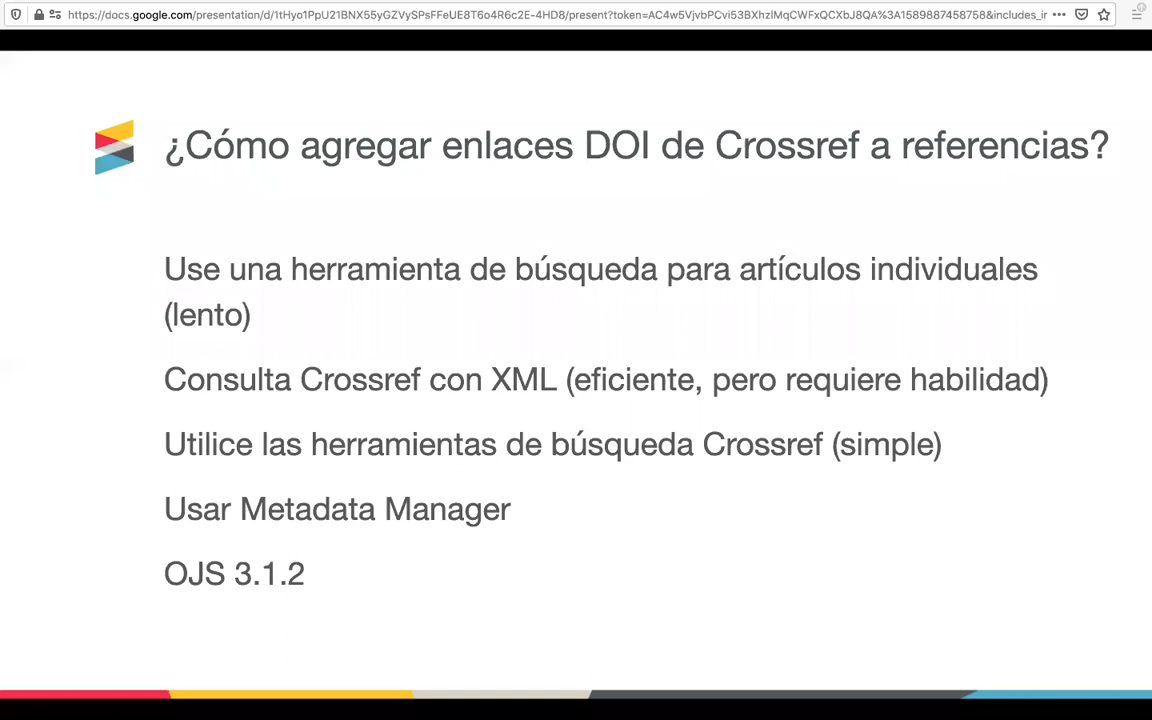 https://docs.google.com/presentation/d/1tHyo1PpU21BNX55yGZVySPsFFeUE8T6o4R6c2E-4HD8/present?token=AC4w5VjvbPCvi53BXhzlMqCWFxQCXbJ8QA%3A1589887458758&includes_ir
¿Cómo agregar enlaces DOI de Crossref a referencias?
Use una herramienta de búsqueda para artículos individuales
(lento)
Consulta Crossref con XML (eficiente, pero requiere habilidad)
Utilice las herramientas de búsqueda Crossref (simple)
Usar Metadata Manager
OJS 3.1.2